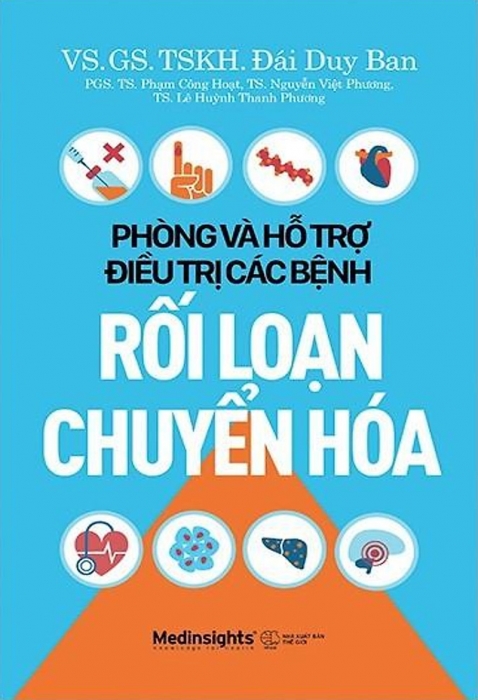 VS. GS. TSKH. Đái Duy Ban
PGS. TS. Phạm Công Hoạt, TS. Nguyễn Việt Phương,
TS. Lê Huỳnh Thanh Phương
PHÒNG VÀ HỖ TRỢ
ĐIỀU TRỊ CÁC BỆNH
RỐI LOẠN
CHUYỂN HÓA
Medinsights
NHÀ XUẤT BẢN
THẾ GIỚI